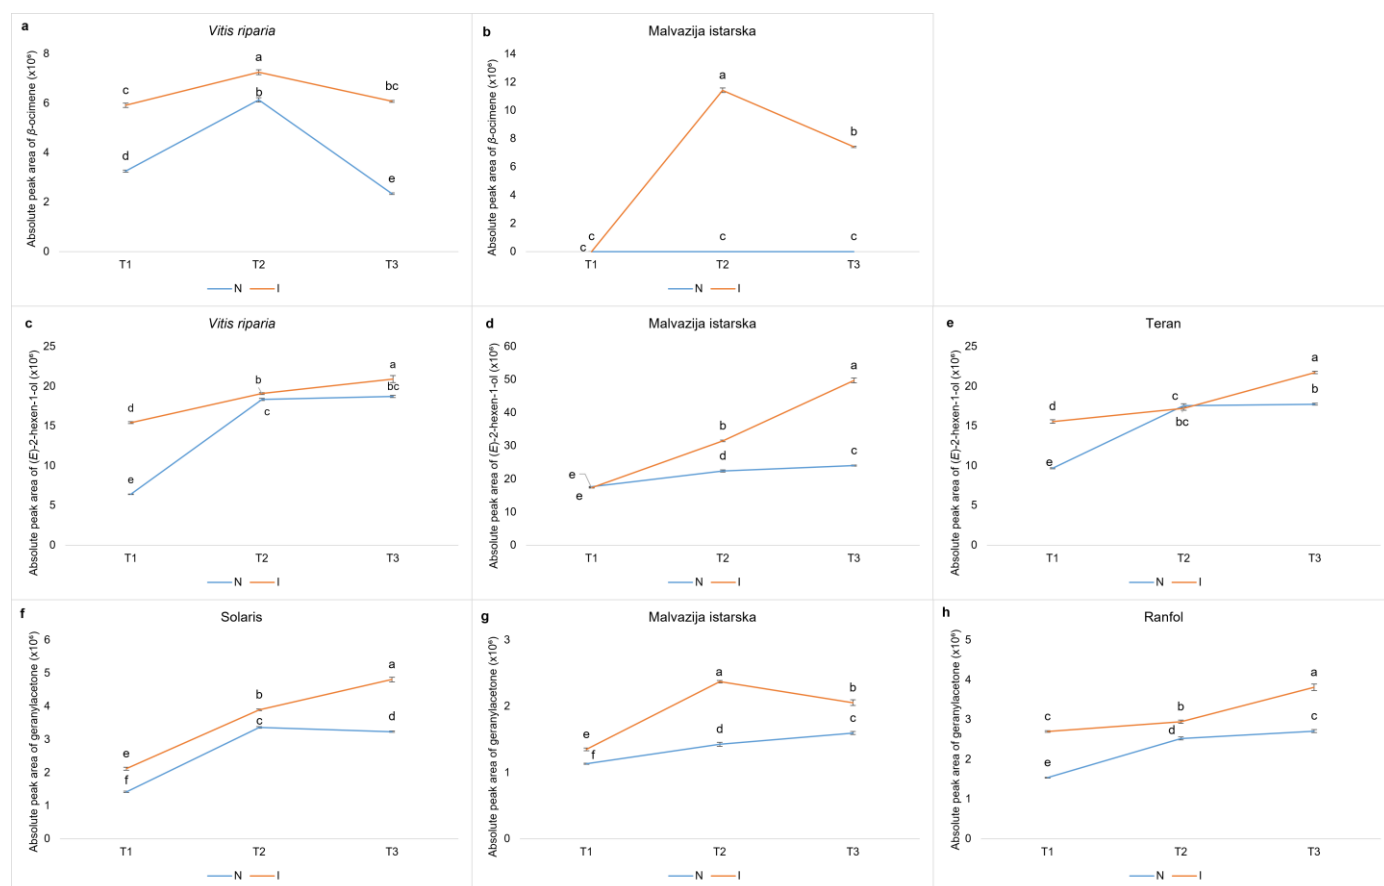 a
Vitis riparia
Absolute peak area of β-ocimene (x10⁶)
8
6
4
2
0
c
a
bc
d
b
e
T1 T2 T3
N I
b
Malvazija istarska
Absolute peak area of β-ocimene (x10⁶)
14
12
10
8
6
4
2
0
a
b
c c c
c
T1 T2 T3
N I
c
Vitis riparia
Absolute peak area of (E)-2-hexen-1-ol (x10⁶)
25
20
15
10
5
0
d
b
a
bc
c
e
T1 T2 T3
N I
d
Malvazija istarska
Absolute peak area of (E)-2-hexen-1-ol (x10⁶)
60
50
40
30
20
10
0
a
b
d
c
e
e
T1 T2 T3
N I
e
Teran
Absolute peak area of (E)-2-hexen-1-ol (x10⁶)
25
20
15
10
5
0
a
b
c
d
bc
e
T1 T2 T3
N I
f
Solaris
Absolute peak area of geranylacetone (x10⁶)
6
5
4
3
2
1
0
a
b
c
d
e
f
T1 T2 T3
N I
g
Malvazija istarska
Absolute peak area of geranylacetone (x10⁶)
3
2
1
0
a
b
c
d
e
f
T1 T2 T3
N I
h
Ranfol
Absolute peak area of geranylacetone (x10⁶)
5
4
3
2
1
0
a
b
c
c
d
e
T1 T2 T3
N I